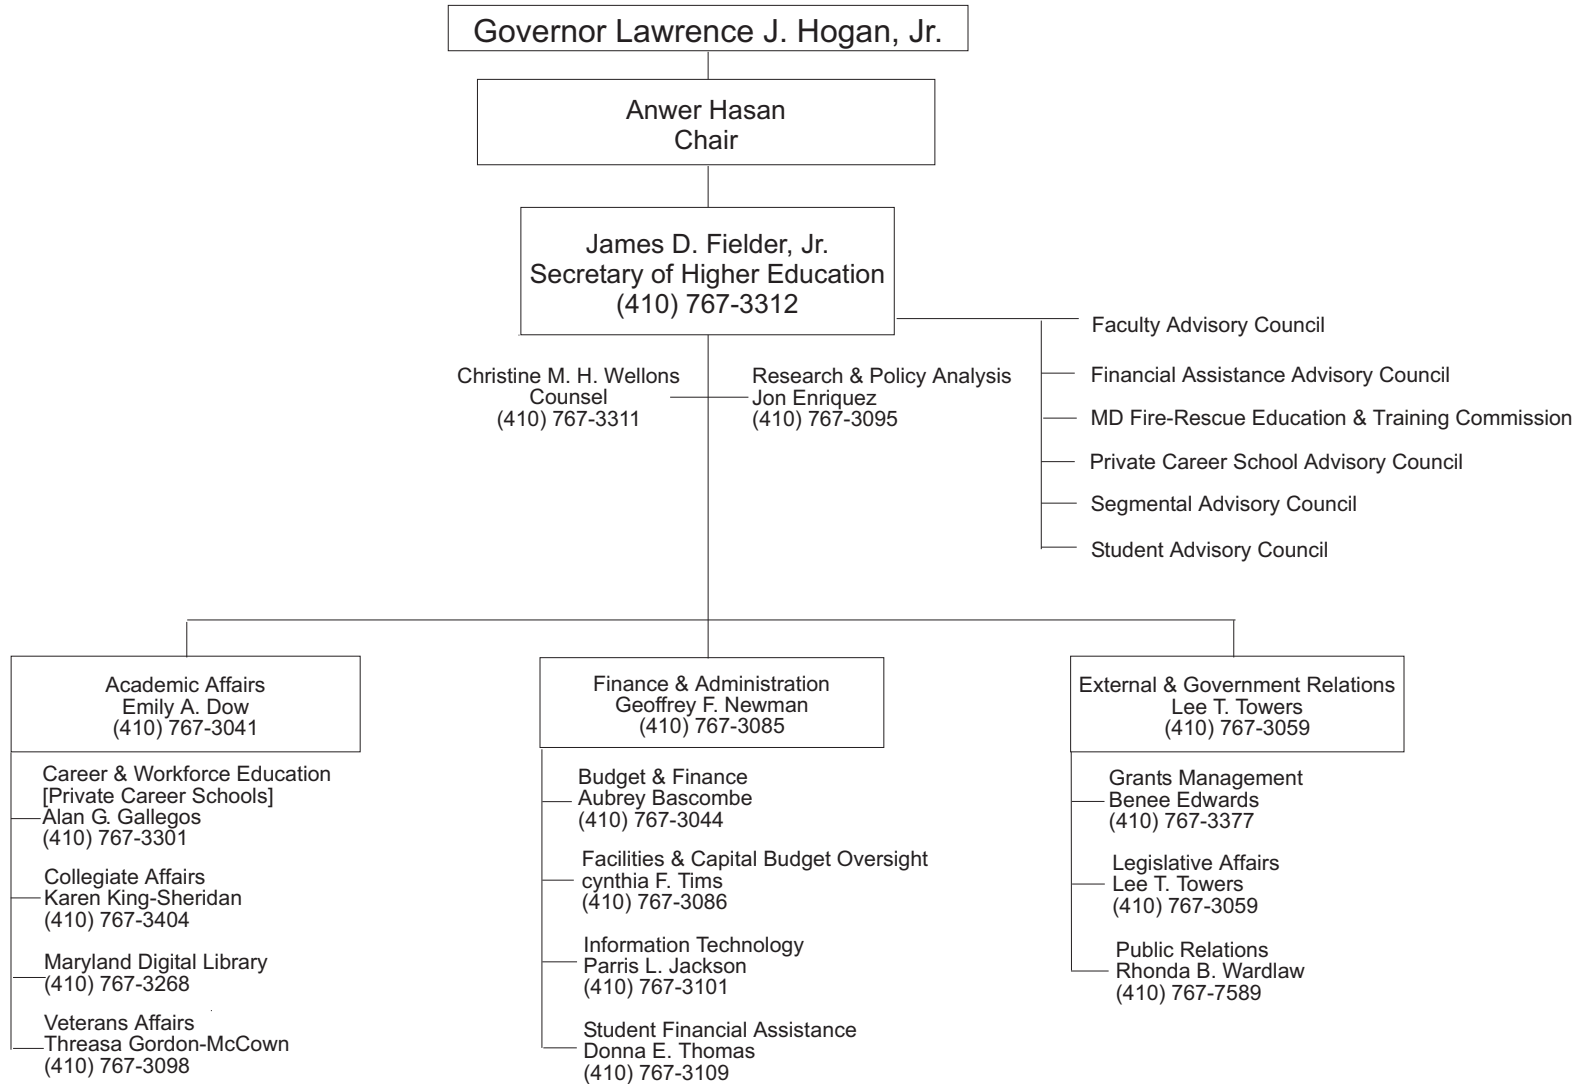 Governor Lawrence J. Hogan, Jr.
Anwer Hasan
Chair
James D. Fielder, Jr.
Secretary of Higher Education
(410) 767-3312
Faculty Advisory Council
Financial Assistance Advisory Council
MD Fire-Rescue Education & Training Commission
Private Career School Advisory Council
Segmental Advisory Council
Student Advisory Council
Christine M. H. Wellons
Counsel
(410) 767-3311
Research & Policy Analysis
Jon Enriquez
(410) 767-3095
Academic Affairs
Emily A. Dow
(410) 767-3041
Career & Workforce Education
[Private Career Schools]
Alan G. Gallegos
(410) 767-3301
Collegiate Affairs
Karen King-Sheridan
(410) 767-3404
Maryland Digital Library
(410) 767-3268
Veterans Affairs
Threasa Gordon-McCown
(410) 767-3098
Finance & Administration
Geoffrey F. Newman
(410) 767-3085
Budget & Finance
Aubrey Bascombe
(410) 767-3044
Facilities & Capital Budget Oversight
cynthia F. Tims
(410) 767-3086
Information Technology
Parris L. Jackson
(410) 767-3101
Student Financial Assistance
Donna E. Thomas
(410) 767-3109
External & Government Relations
Lee T. Towers
(410) 767-3059
Grants Management
Benee Edwards
(410) 767-3377
Legislative Affairs
Lee T. Towers
(410) 767-3059
Public Relations
Rhonda B. Wardlaw
(410) 767-7589